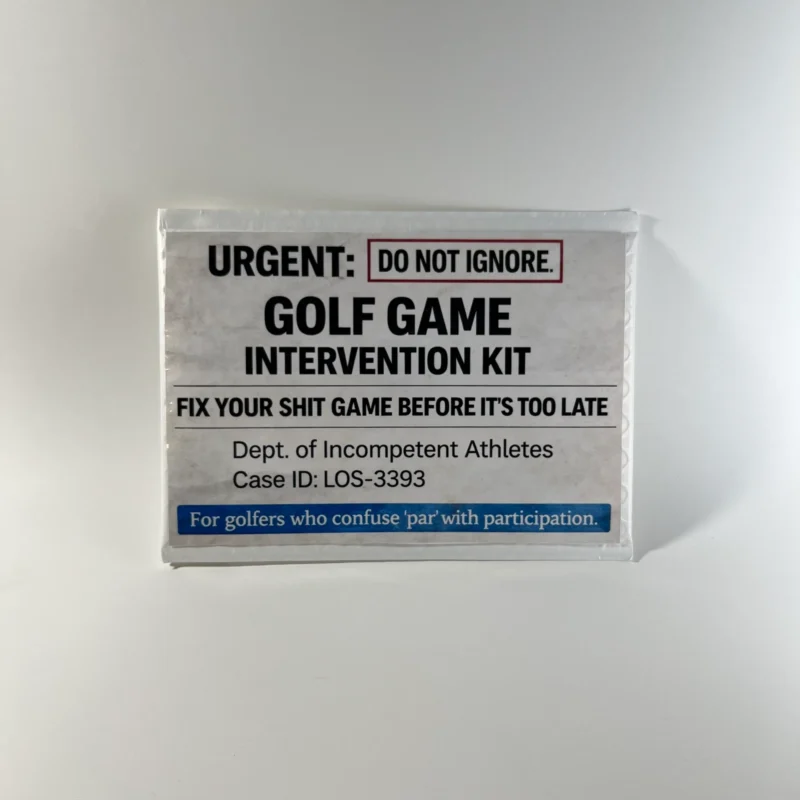 URGENT: DO NOT IGNORE.
GOLF GAME
INTERVENTION KIT
FIX YOUR SHIT GAME BEFORE IT'S TOO LATE
Dept. of Incompetent Athletes
Case ID: LOS-3393
For golfers who confuse 'par' with participation.